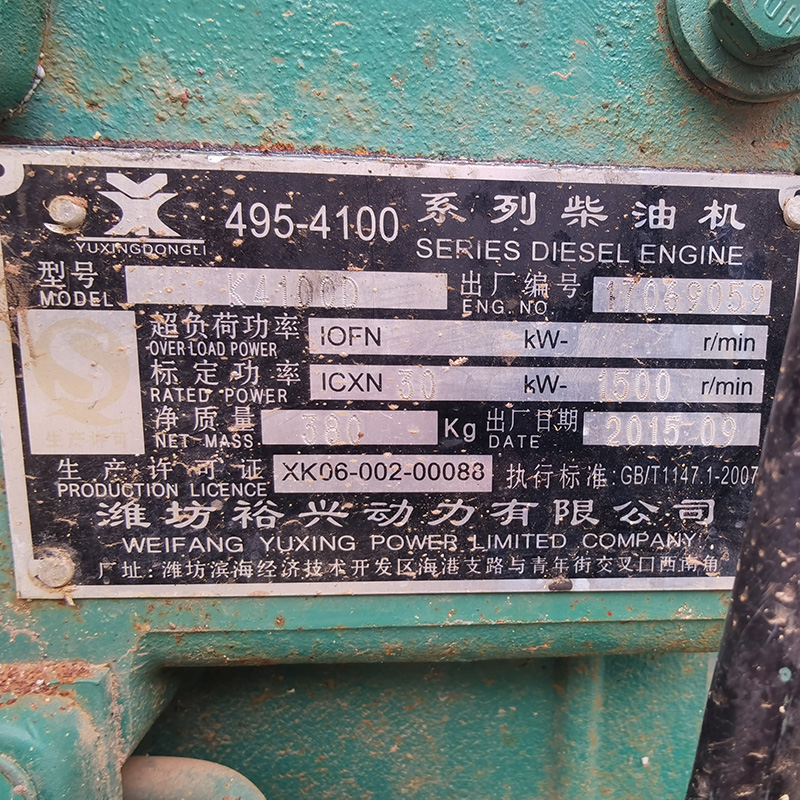 495-4100 系列柴油机
YUXINGDONGLI SERIES DIESEL ENGINE
型号 K4100D 出厂编号 17069059
MODEL ENG.NO
超负荷功率 IOFN kW- r/min
OVER LOAD POWER
标定功率 ICXN 30 kW- 1500 r/min
RATED POWER
净质量 380 Kg 出厂日期 2015-09
NET MASS DATE
QS
生产许可
生产许可证 XK06-002-00088 执行标准:GB/T1147.1-2007
PRODUCTION LICENCE
潍坊裕兴动力有限公司
WEIFANG YUXING POWER LIMITED COMPANY
厂址:潍坊滨海经济技术开发区海港支路与青年街交叉口西南角